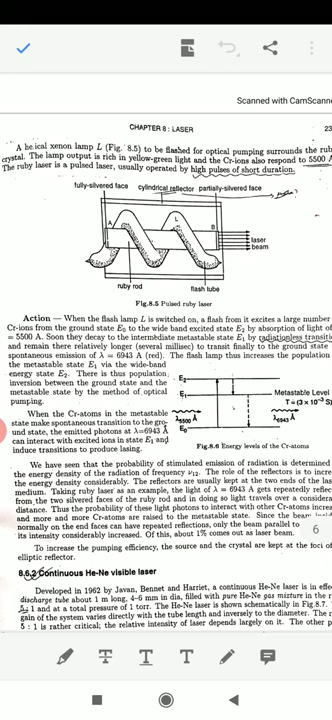 Scanned with CamScanne
CHAPTER 8 : LASER
23
A helical xenon lamp L (Fig. 8.5) to be flashed for optical pumping surrounds the rub
crystal. The lamp output is rich in yellow-green light and the Cr-ions also respond to 5500 A
The ruby laser is a pulsed laser, usually operated by high pulses of short duration.
fully-silvered face cylindrical reflector partially-silvered face
A
L
B
laser
beam
ruby rod
flash tube
Fig.8.5 Pulsed ruby laser
Action — When the flash lamp L is switched on, a flash from it excites a large number
Cr-ions from the ground state E0 to the wide band excited state E2 by absorption of light of
= 5500 A. Soon they decay to the intermediate metastable state E1 by radiationless transiti
and remain there relatively longer (several millisec) to transit finally to the ground state
spontaneous emission of λ = 6943 A (red). The flash lamp thus increases the population
the metastable state E1 via the wide-band
energy state E2. There is thus population
inversion between the ground state and the
metastable state by the method of optical
pumping.
When the Cr-atoms in the metastable
state make spontaneous transition to the gro-
und state, the emitted photons at λ=6943 A
can interact with excited ions in state E1 and
induce transitions to produce lasing.
E2
E1
Metastable Level
T = (3 x 10⁻³ S)
λ5500A
λ6943A
E0
Fig.8.6 Energy levels of the Cr-atoms
We have seen that the probability of stimulated emission of radiation is determined
the energy density of the radiation of frequency ν12. The role of the reflectors is to incre
the energy density considerably. The reflectors are usually kept at the two ends of the las
medium. Taking ruby laser as an example, the light of λ = 6943 A gets repeatedly reflec
from the two silvered faces of the ruby rod and in doing so light travels over a considera
distance. Thus the probability of these light photons to interact with other Cr-atoms increa
and more and more Cr-atoms are raised to the metastable state. Since the beam
normally on the end faces can have repeated reflections, only the beam parallel to
its intensity considerably increased. Of this, about 1% comes out as laser beam.
6
To increase the pumping efficiency, the source and the crystal are kept at the foci of
elliptic reflector.
8.6.2 Continuous He-Ne visible laser
Developed in 1962 by Javan, Bennet and Harriet, a continuous He-Ne laser is in effe
discharge tube about 1 m long, 4-6 mm in dia, filled with pure He-Ne gas mixture in the r
5 : 1 and at a total pressure of 1 torr. The He-Ne laser is shown schematically in Fig.8.7.
gain of the system varies directly with the tube length and inversely to the diameter. The r
5 : 1 is rather critical; the relative intensity of laser depends largely on it. The other p